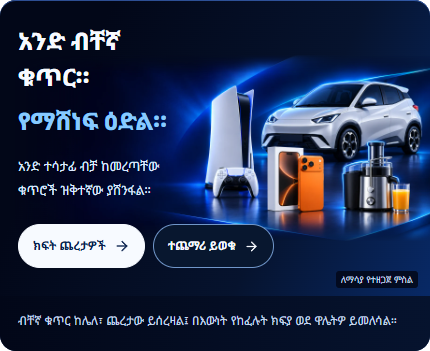 አንድ ብቸኛ
ቁጥር።
የማሸነፍ ዕድል።
አንድ ተሳታፊ ብቻ ከመረጣቸው
ቁጥሮች ዝቅተኛው ያሸንፋል።
ክፍት ጨረታዎች →
ተጨማሪ ይወቁ →
ለማሳያ የተዘጋጀ ምስል
ብቸኛ ቁጥር ከሌለ፣ ጨረታው ይሰረዛል፤ በእውነት የከፈሉት ክፍያ ወደ ዋሌትዎ ይመለሳል።